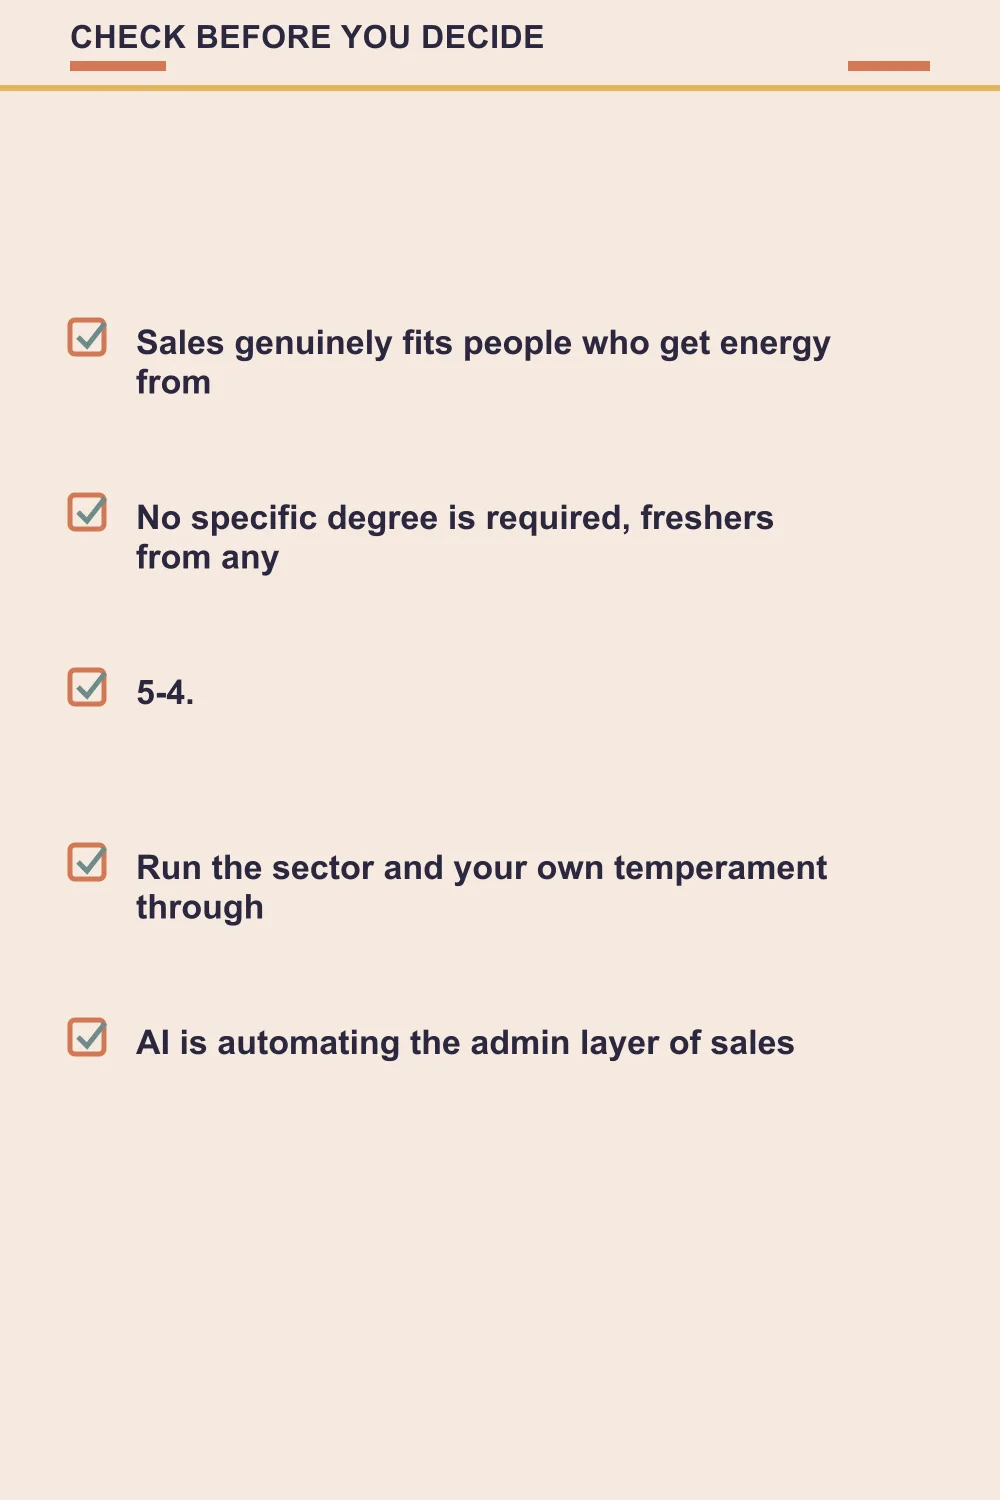 CHECK BEFORE YOU DECIDE
Sales genuinely fits people who get energy
from
No specific degree is required, freshers
from any
5-4.
Run the sector and your own temperament
through
AI is automating the admin layer of sales